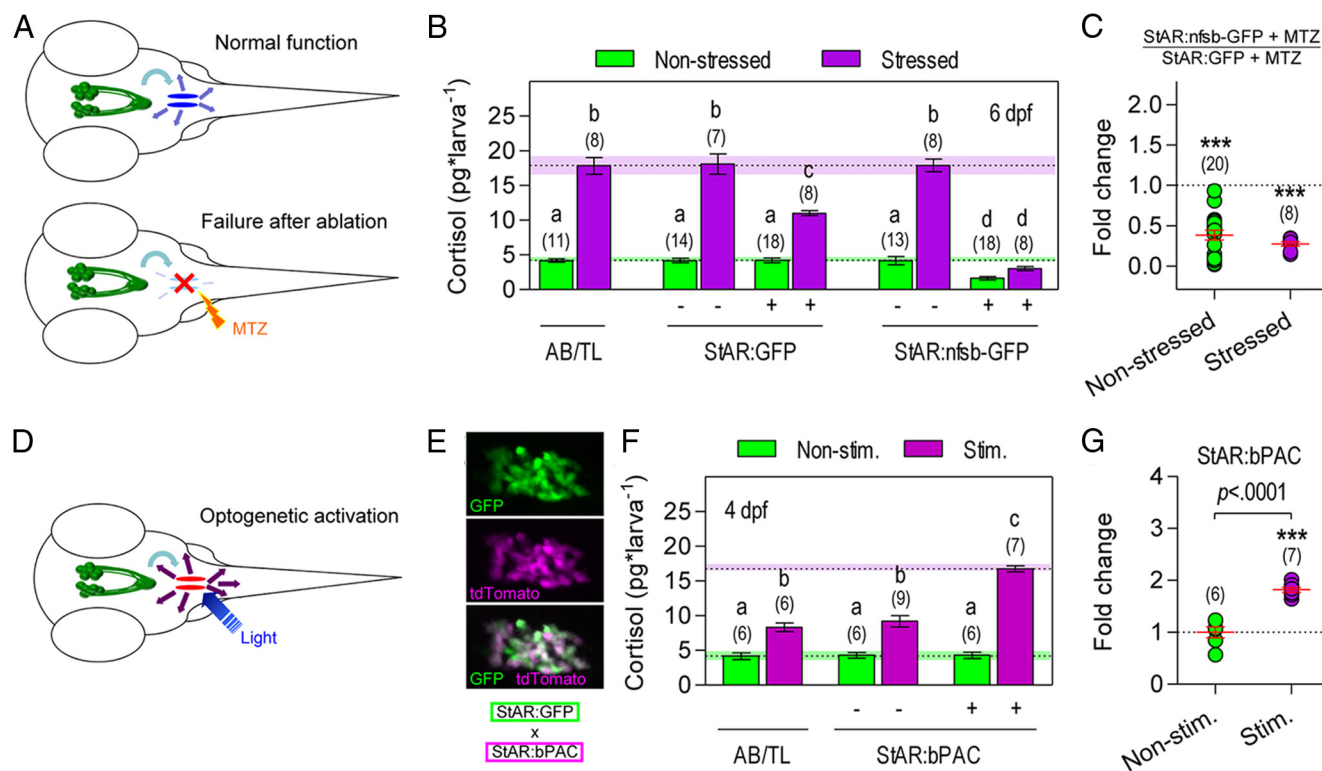 A
Normal function
Failure after ablation
MTZ
B
Non-stressed Stressed
Cortisol (pg*larva-1)
25
20
15
10
5
0
6 dpf
a (11)
b (8)
a (14)
b (7)
a (18)
c (8)
a (13)
b (8)
d (18)
d (8)
- - + + - - + +
AB/TL StAR:GFP StAR:nfsb-GFP
C
StAR:nfsb-GFP + MTZ
StAR:GFP + MTZ
Fold change
2.0
1.5
1.0
0.5
0.0
*** (20)
*** (8)
Non-stressed Stressed
D
Optogenetic activation
Light
E
GFP
tdTomato
GFP tdTomato
StAR:GFP
x
StAR:bPAC
F
Non-stim. Stim.
Cortisol (pg*larva-1)
25
20
15
10
5
0
4 dpf
a (6)
b (6)
a (6)
b (9)
a (6)
c (7)
- - + +
AB/TL StAR:bPAC
G
StAR:bPAC
p<.0001
Fold change
4
3
2
1
0
(6)
*** (7)
Non-stim. Stim.